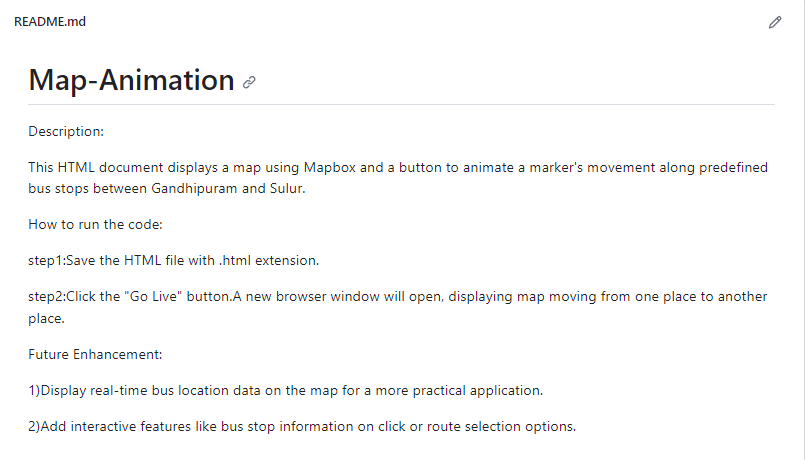 README.md
Map-Animation
Description:
This HTML document displays a map using Mapbox and a button to animate a marker's movement along predefined
bus stops between Gandhipuram and Sulur.
How to run the code:
step1:Save the HTML file with .html extension.
step2:Click the "Go Live" button.A new browser window will open, displaying map moving from one place to another
place.
Future Enhancement:
1)Display real-time bus location data on the map for a more practical application.
2)Add interactive features like bus stop information on click or route selection options.